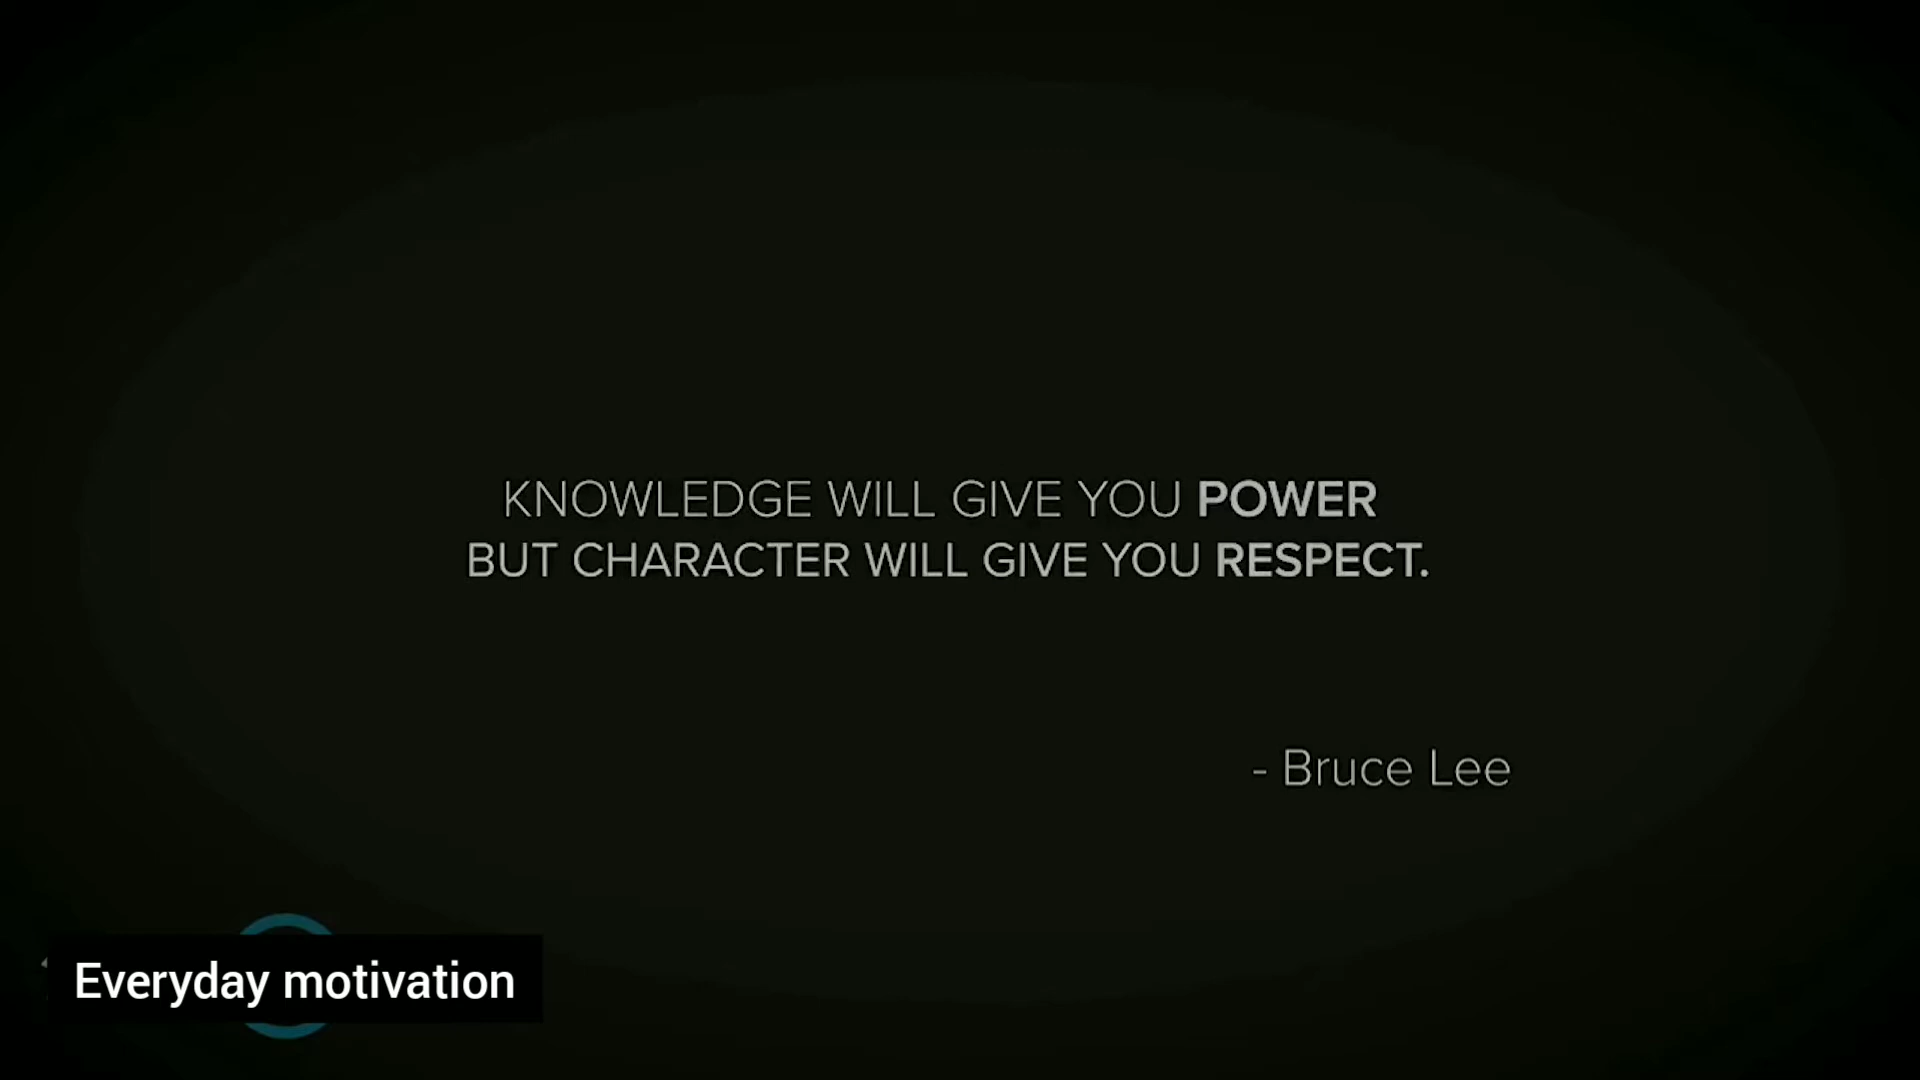 KNOWLEDGE WILL GIVE YOU POWER
BUT CHARACTER WILL GIVE YOU RESPECT.
- Bruce Lee
Everyday motivation